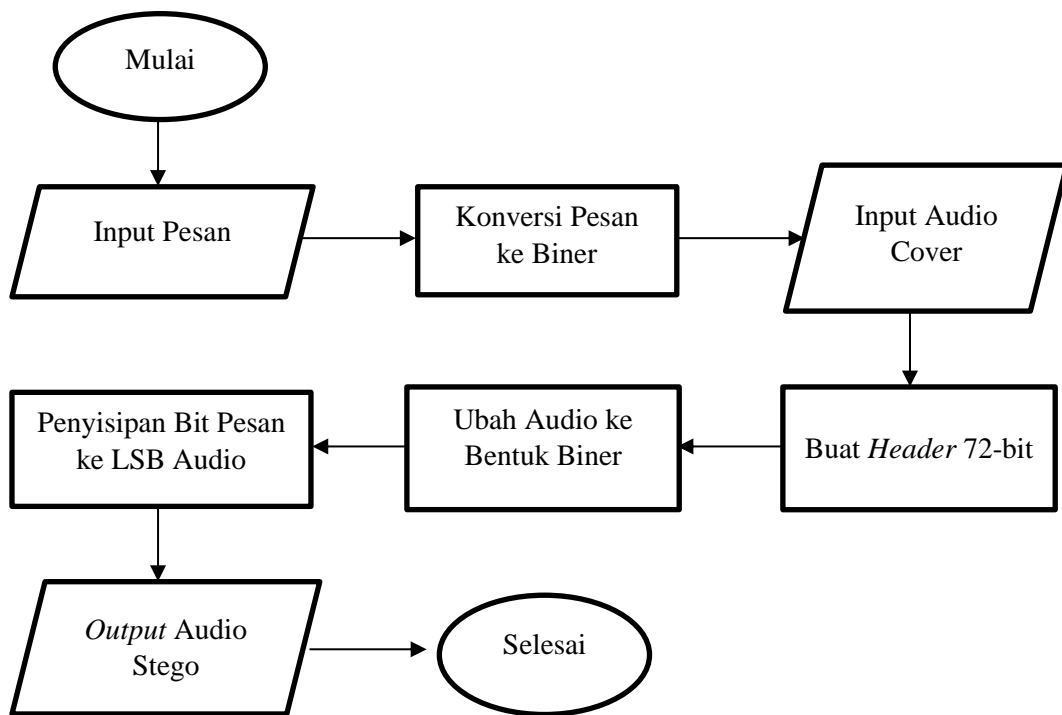 Mulai
Input Pesan
Konversi Pesan
ke Biner
Input Audio
Cover
Buat Header 72-bit
Ubah Audio ke
Bentuk Biner
Penyisipan Bit Pesan
ke LSB Audio
Output Audio
Stego
Selesai